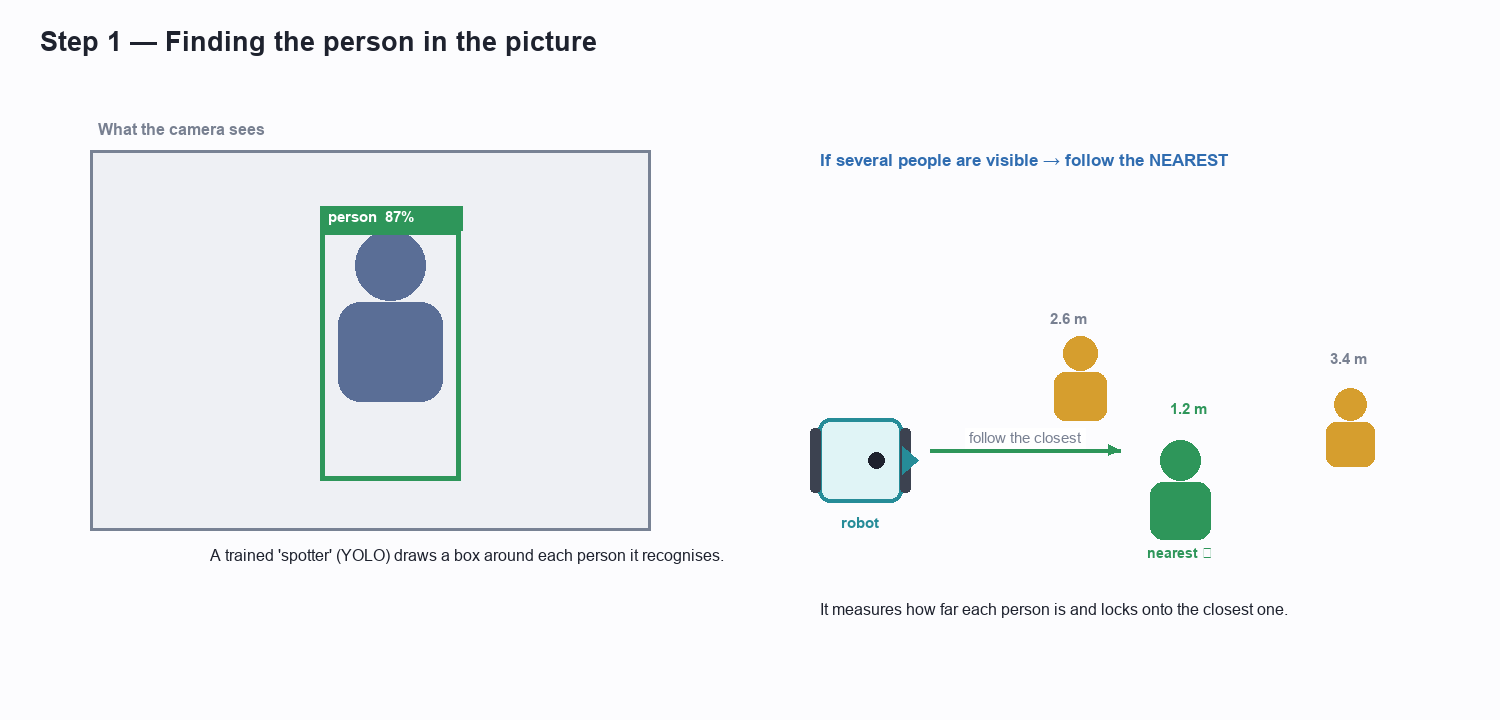 Step 1 — Finding the person in the picture
What the camera sees
person 87%
A trained 'spotter' (YOLO) draws a box around each person it recognises.
If several people are visible → follow the NEAREST
2.6 m
3.4 m
1.2 m
follow the closest
robot
nearest
It measures how far each person is and locks onto the closest one.